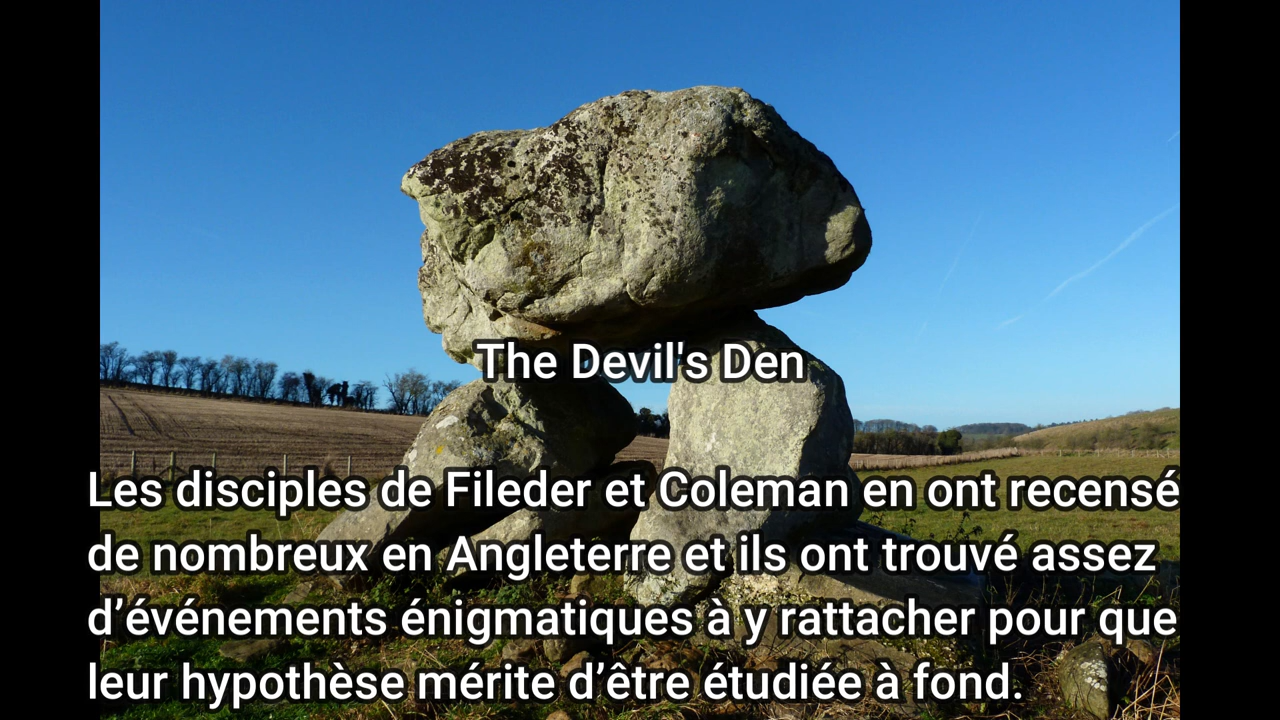 The Devil's Den
Les disciples de Fileder et Coleman en ont recensé
de nombreux en Angleterre et ils ont trouvé assez
d’événements énigmatiques à y rattacher pour que
leur hypothèse mérite d’être étudiée à fond.